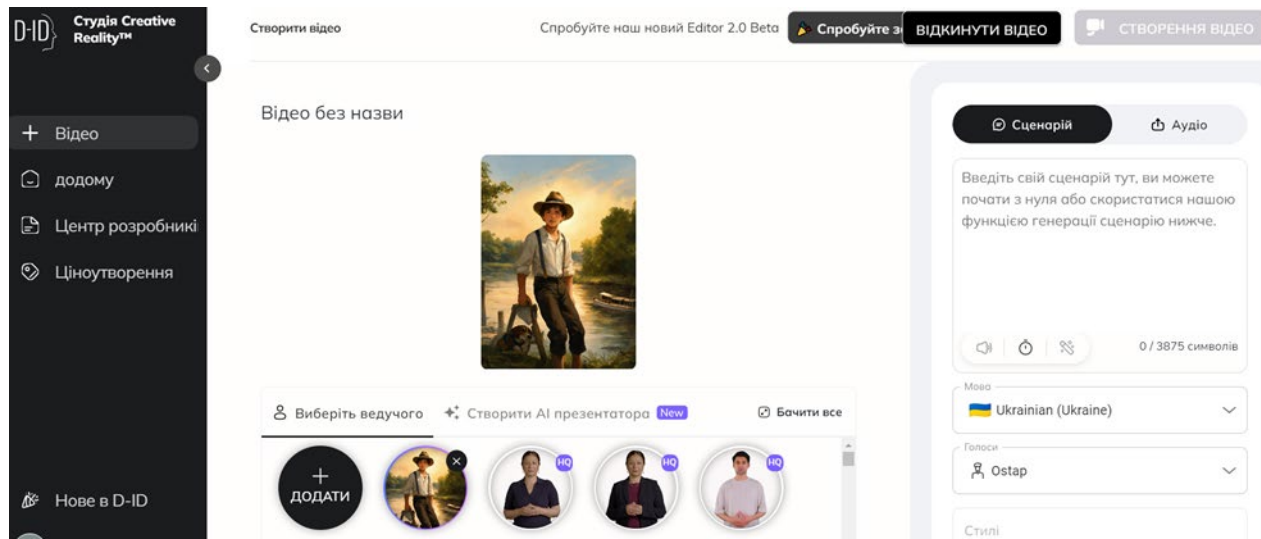 D-ID
Студія Creative
Reality™
Відео
додому
Центр розробникі
Ціноутворення
Нове в D-ID
Створити відео
Спробуйте наш новий Editor 2.0 Beta
Спробуйте з
ВІДКИНУТИ ВІДЕО
СТВОРЕННЯ ВІДЕО
Відео без назви
Виберіть ведучого
Створити AI презентатора New
Бачити все
ДОДАТИ
HQ
HQ
HQ
Сценарій
Аудіо
Введіть свій сценарій тут, ви можете
почати з нуля або скористатися нашою
функцією генерації сценарію нижче.
0 / 3875 символів
Мова
Ukrainian (Ukraine)
Голоси
Ostap
Стилі